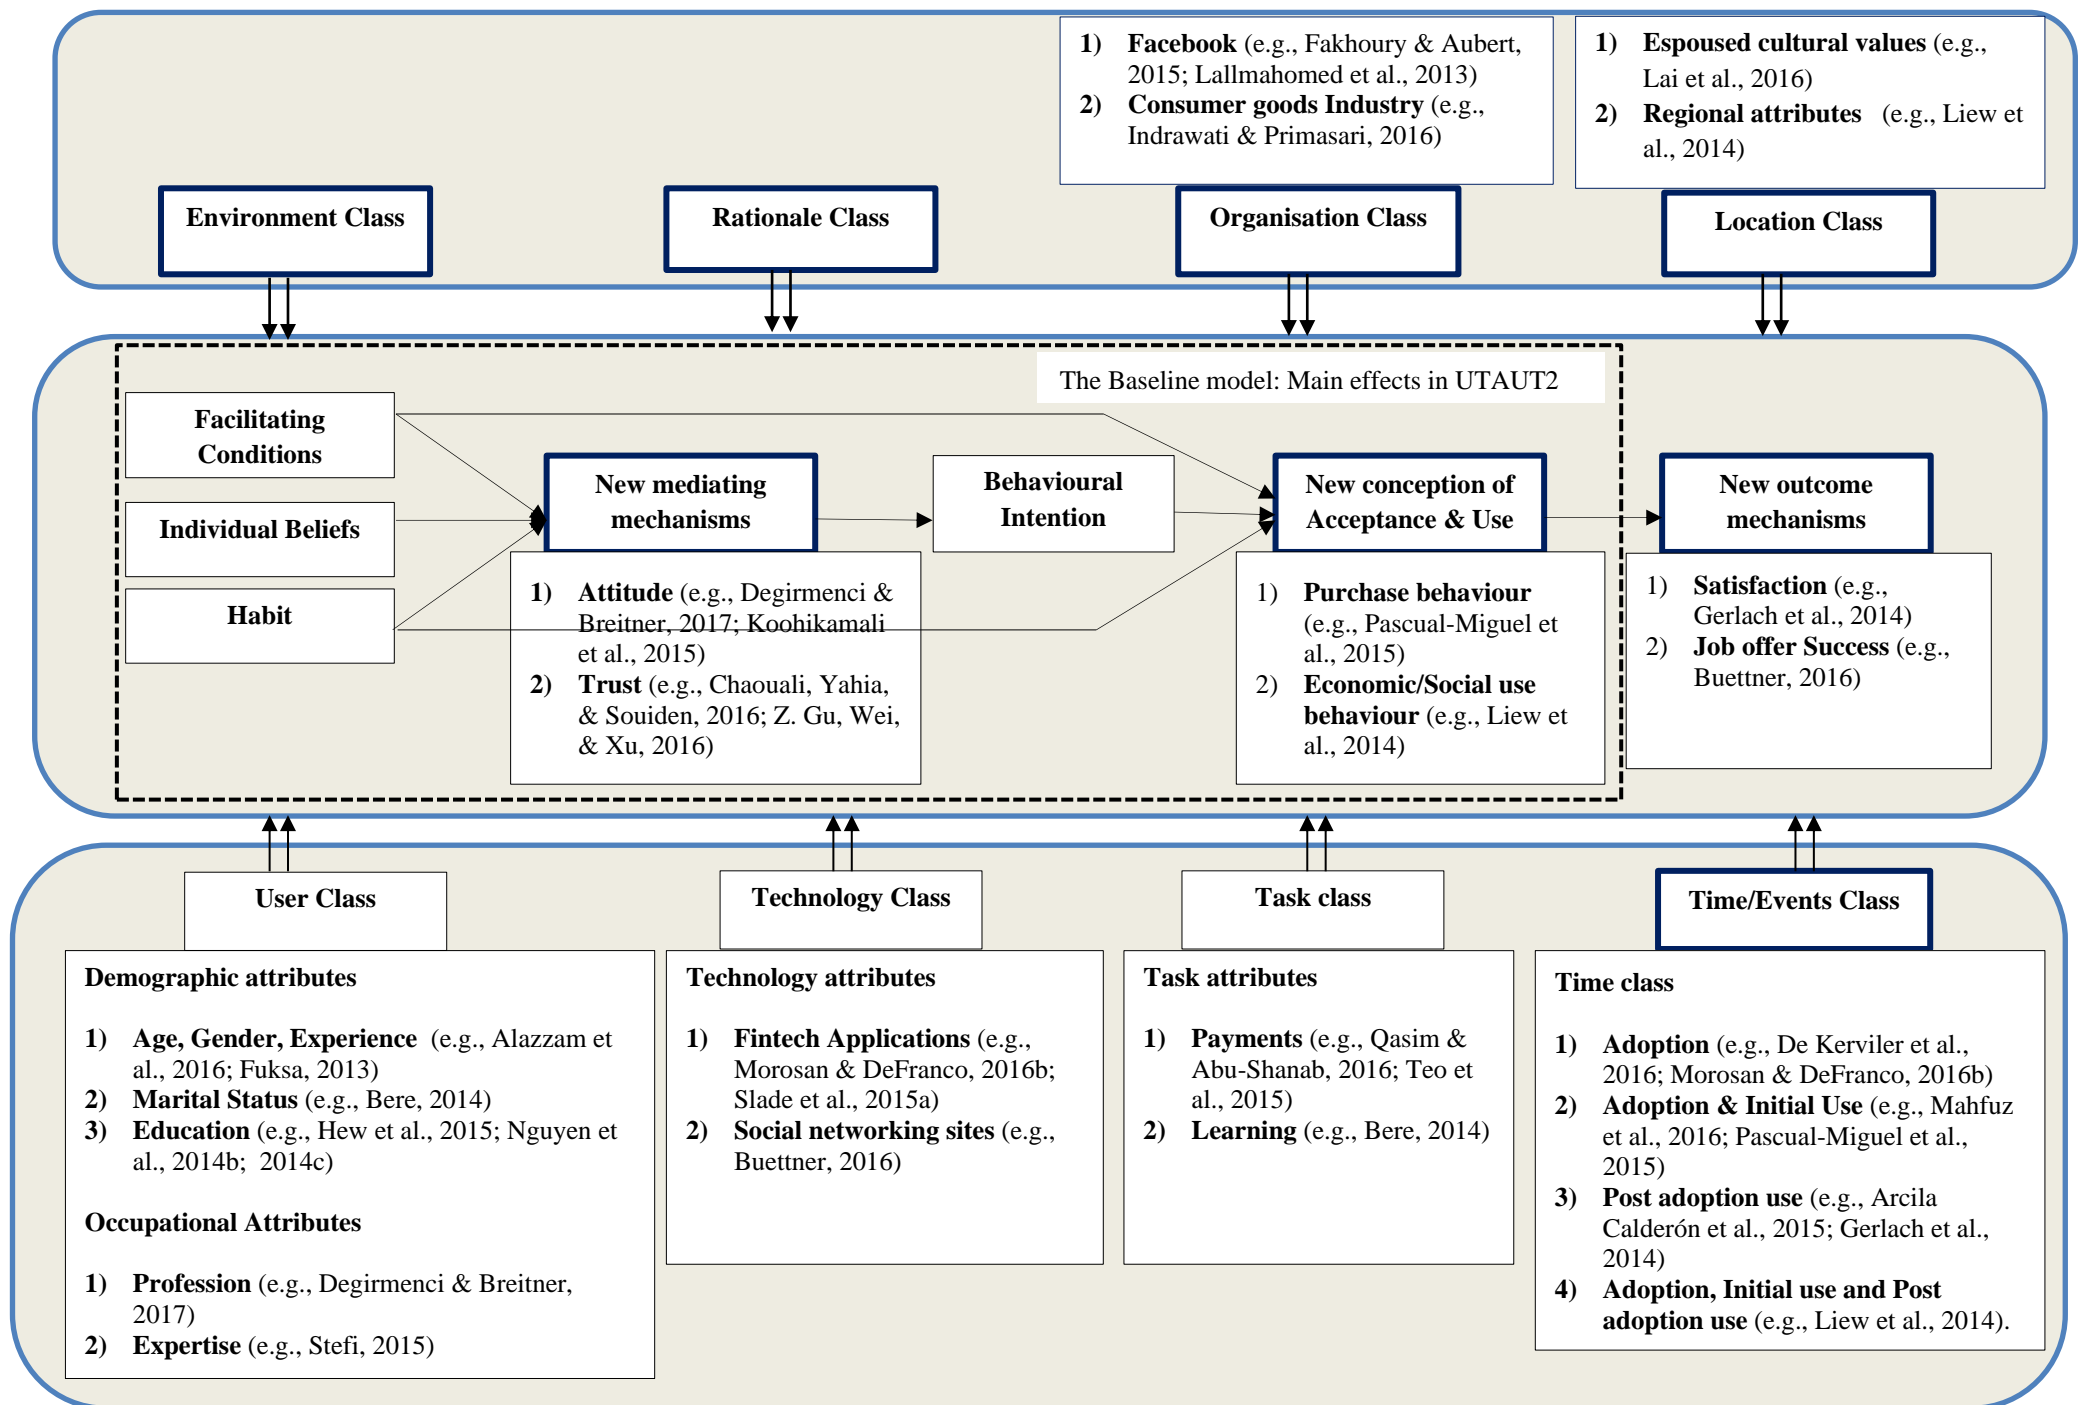 1) Facebook (e.g., Fakhoury & Aubert,
2015; Lallmahomed et al., 2013)
2) Consumer goods Industry (e.g.,
Indrawati & Primasari, 2016)
1) Espoused cultural values (e.g.,
Lai et al., 2016)
2) Regional attributes (e.g., Liew et
al., 2014)
Environment Class
Rationale Class
Organisation Class
Location Class
The Baseline model: Main effects in UTAUT2
Facilitating
Conditions
Individual Beliefs
Habit
New mediating
mechanisms
1) Attitude (e.g., Degirmenci &
Breitner, 2017; Koohikamali
et al., 2015)
2) Trust (e.g., Chaouali, Yahia,
& Souiden, 2016; Z. Gu, Wei,
& Xu, 2016)
Behavioural
Intention
New conception of
Acceptance & Use
1) Purchase behaviour
(e.g., Pascual-Miguel et
al., 2015)
2) Economic/Social use
behaviour (e.g., Liew et
al., 2014)
New outcome
mechanisms
1) Satisfaction (e.g.,
Gerlach et al., 2014)
2) Job offer Success (e.g.,
Buettner, 2016)
User Class
Demographic attributes
1) Age, Gender, Experience (e.g., Alazzam et
al., 2016; Fuksa, 2013)
2) Marital Status (e.g., Bere, 2014)
3) Education (e.g., Hew et al., 2015; Nguyen et
al., 2014b; 2014c)
Occupational Attributes
1) Profession (e.g., Degirmenci & Breitner,
2017)
2) Expertise (e.g., Stefi, 2015)
Technology Class
Technology attributes
1) Fintech Applications (e.g.,
Morosan & DeFranco, 2016b;
Slade et al., 2015a)
2) Social networking sites (e.g.,
Buettner, 2016)
Task class
Task attributes
1) Payments (e.g., Qasim &
Abu-Shanab, 2016; Teo et
al., 2015)
2) Learning (e.g., Bere, 2014)
Time/Events Class
Time class
1) Adoption (e.g., De Kerviler et al.,
2016; Morosan & DeFranco, 2016b)
2) Adoption & Initial Use (e.g., Mahfuz
et al., 2016; Pascual-Miguel et al.,
2015)
3) Post adoption use (e.g., Arcila
Calderón et al., 2015; Gerlach et al.,
2014)
4) Adoption, Initial use and Post
adoption use (e.g., Liew et al., 2014).